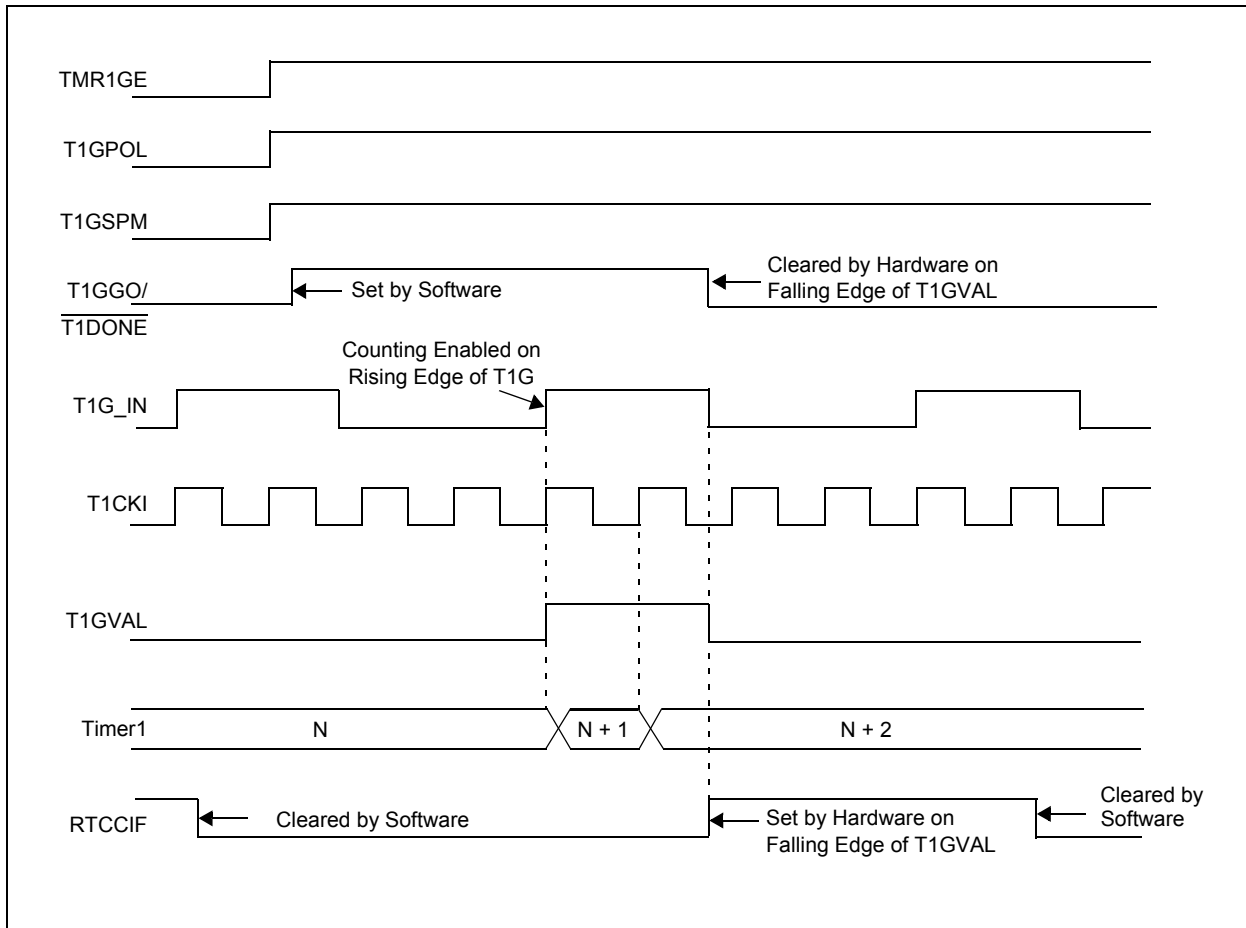 TMR1GE
T1GPOL
T1GSPM
T1GGO/
T1DONE
Set by Software
Cleared by Hardware on
Falling Edge of T1GVAL
Counting Enabled on
Rising Edge of T1G
T1G_IN
T1CKI
T1GVAL
Timer1
N
N + 1
N + 2
RTCCIF
Cleared by Software
Set by Hardware on
Falling Edge of T1GVAL
Cleared by
Software